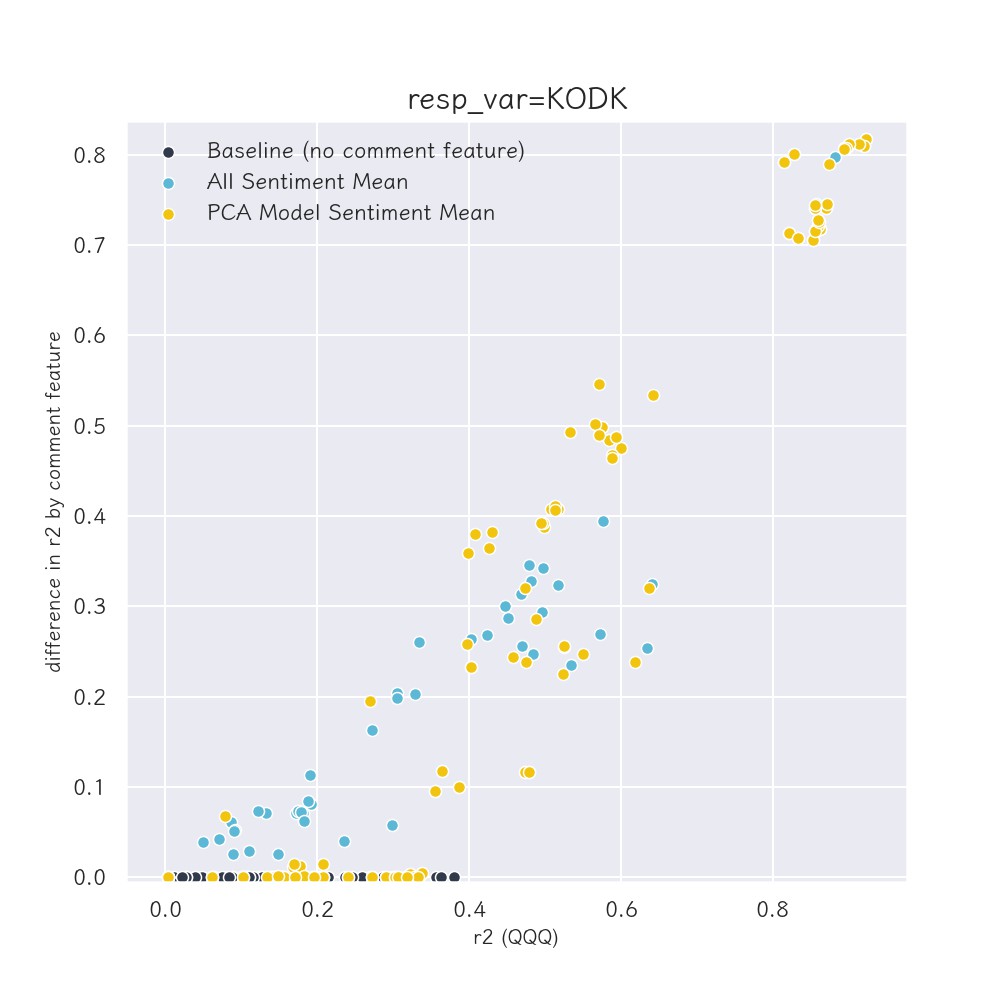 resp_var=KODK
Baseline (no comment feature)
All Sentiment Mean
PCA Model Sentiment Mean
difference in r2 by comment feature
0.8
0.7
0.6
0.5
0.4
0.3
0.2
0.1
0.0
0.0 0.2 0.4 0.6 0.8
r2 (QQQ)